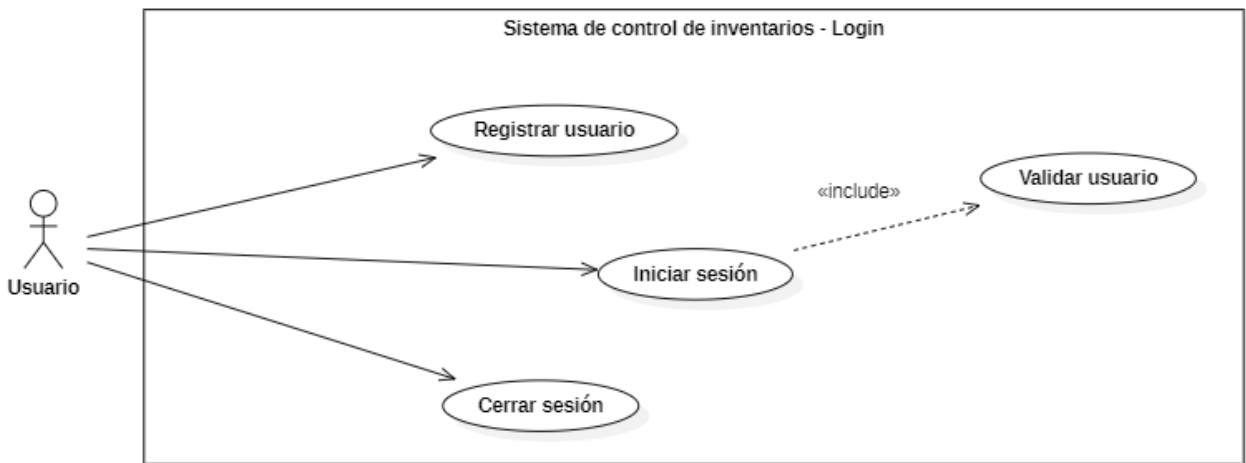 Sistema de control de inventarios - Login
Registrar usuario
Validar usuario
«include»
Iniciar sesión
Usuario
Cerrar sesión